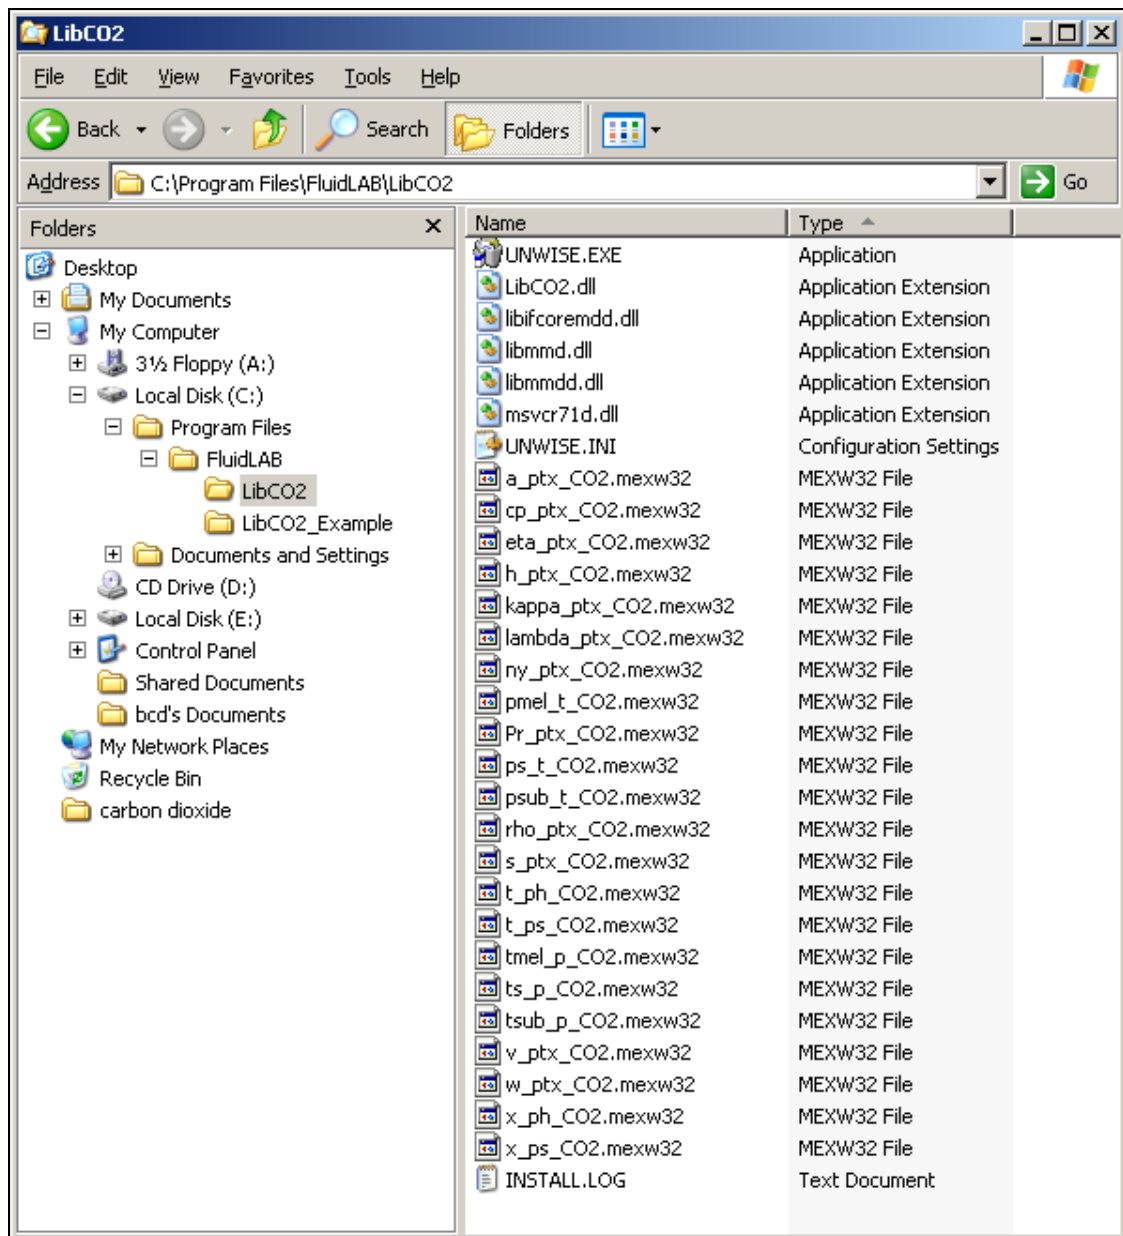 LibCO2
File Edit View Favorites Tools Help
Back Search Folders
Address C:\Program Files\FluidLAB\LibCO2 Go
Folders
Desktop
My Documents
My Computer
3½ Floppy (A:)
Local Disk (C:)
Program Files
FluidLAB
LibCO2
LibCO2_Example
Documents and Settings
CD Drive (D:)
Local Disk (E:)
Control Panel
Shared Documents
bcd's Documents
My Network Places
Recycle Bin
carbon dioxide
Name Type
UNWISE.EXE Application
LibCO2.dll Application Extension
libifcoremdd.dll Application Extension
libmmd.dll Application Extension
libmmdd.dll Application Extension
msvcr71d.dll Application Extension
UNWISE.INI Configuration Settings
a_ptx_CO2.mexw32 MEXW32 File
cp_ptx_CO2.mexw32 MEXW32 File
eta_ptx_CO2.mexw32 MEXW32 File
h_ptx_CO2.mexw32 MEXW32 File
kappa_ptx_CO2.mexw32 MEXW32 File
lambda_ptx_CO2.mexw32 MEXW32 File
ny_ptx_CO2.mexw32 MEXW32 File
pmel_t_CO2.mexw32 MEXW32 File
Pr_ptx_CO2.mexw32 MEXW32 File
ps_t_CO2.mexw32 MEXW32 File
psub_t_CO2.mexw32 MEXW32 File
rho_ptx_CO2.mexw32 MEXW32 File
s_ptx_CO2.mexw32 MEXW32 File
t_ph_CO2.mexw32 MEXW32 File
t_ps_CO2.mexw32 MEXW32 File
tmel_p_CO2.mexw32 MEXW32 File
ts_p_CO2.mexw32 MEXW32 File
tsub_p_CO2.mexw32 MEXW32 File
v_ptx_CO2.mexw32 MEXW32 File
w_ptx_CO2.mexw32 MEXW32 File
x_ph_CO2.mexw32 MEXW32 File
x_ps_CO2.mexw32 MEXW32 File
INSTALL.LOG Text Document